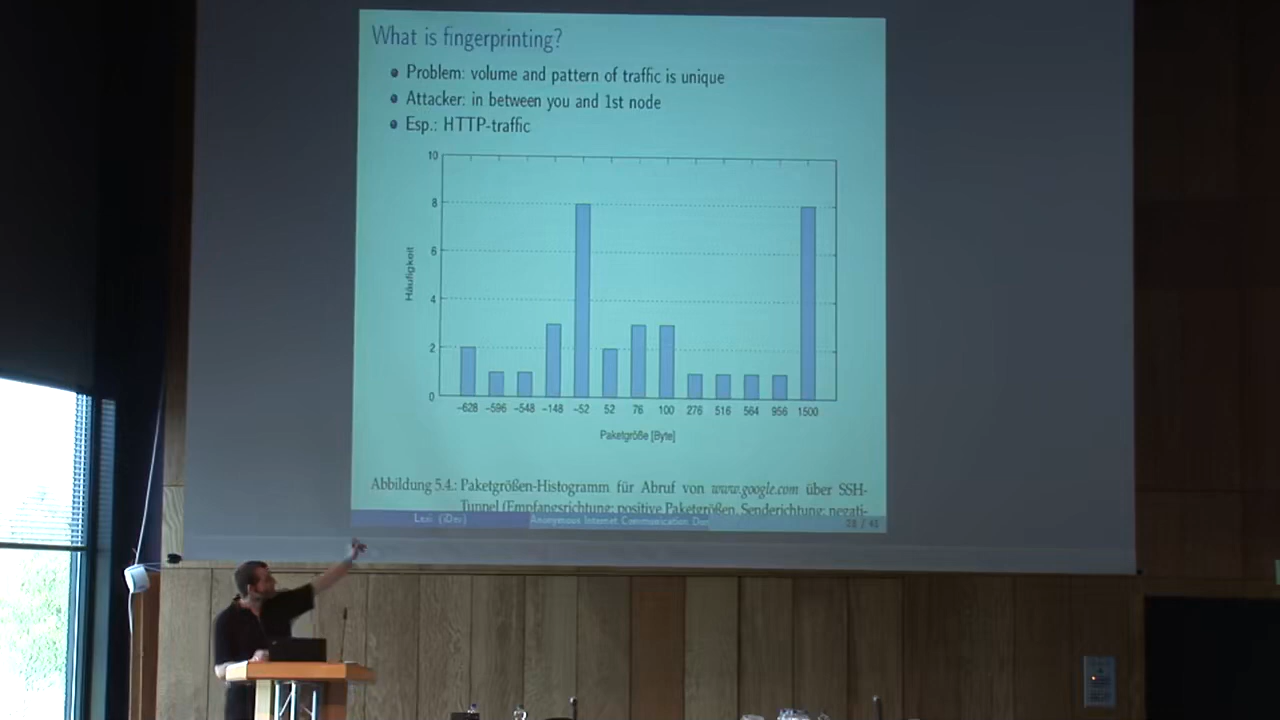 What is fingerprinting?
Problem: volume and pattern of traffic is unique
Attacker: in between you and 1st node
Esp.: HTTP-traffic
10
8
6
4
2
0
Häufigkeit
-628 -596 -548 -148 -52 52 76 100 276 516 564 956 1500
Paketgröße [Byte]
Abbildung 5.4.: Paketgrößen-Histogramm für Abruf von www.google.com über SSH-
Tunnel (Empfangsrichtung: positive Paketgrößen, Senderichtung: negati-
Lexi (iDev) Anonymous Internet Communication Done